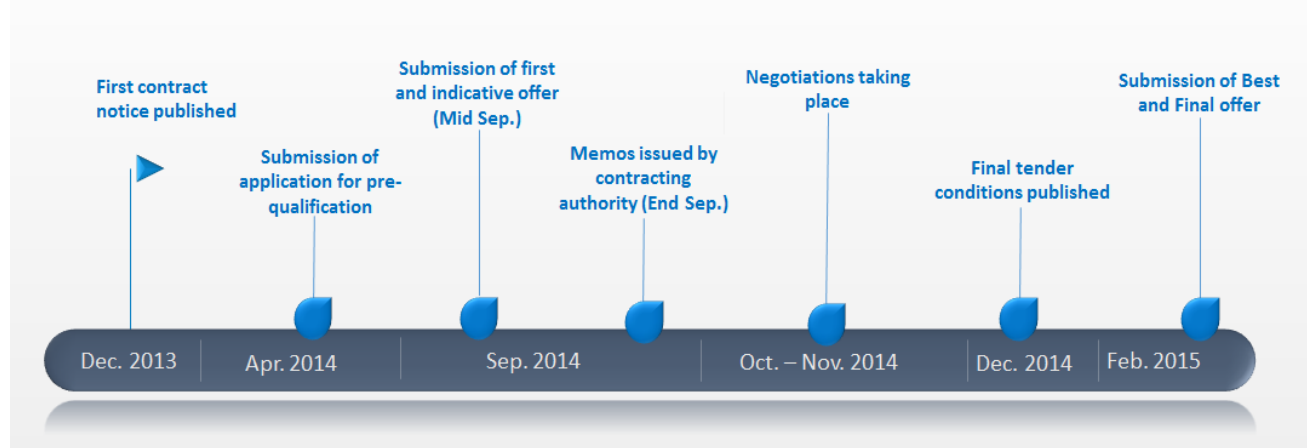 First contract
notice published
Submission of
application for pre-
qualification
Submission of first
and indicative offer
(Mid Sep.)
Memos issued by
contracting
authority (End Sep.)
Negotiations taking
place
Final tender
conditions published
Submission of Best
and Final offer
Dec. 2013
Apr. 2014
Sep. 2014
Oct. – Nov. 2014
Dec. 2014
Feb. 2015